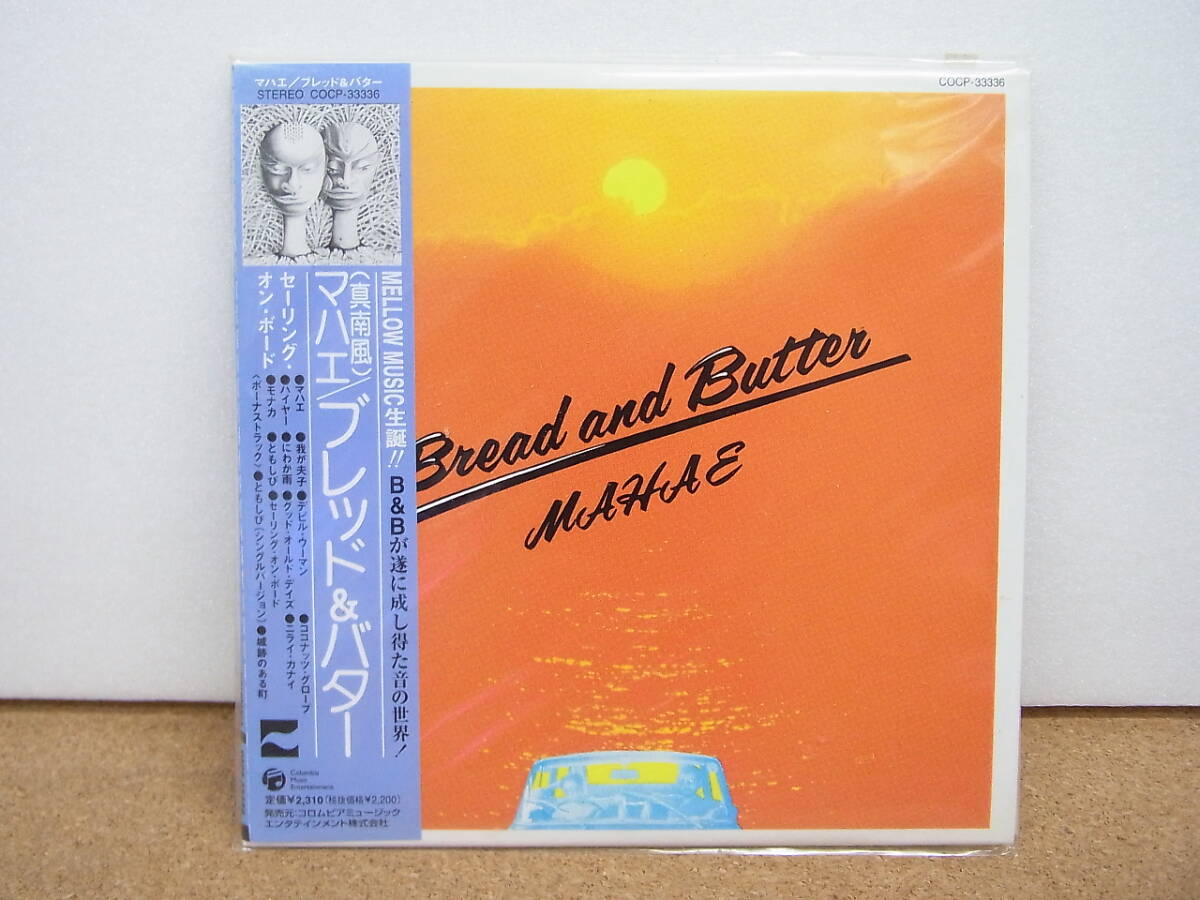 マハエ/ブレッド&バター
STEREO COCP-33336
COCP-33336
MELLOW MUSIC生誕!! B&Bが遂に成し得た音の世界!
(真南風)
マハエ/ブレッド&バター
セーリング・
オン・ボード
●マハエ ●我が夫子 ●デビル・ウーマン ●ココナッツ・グローブ
●ハイヤー ●にわか雨 ●グッド・オールド・デイズ ●ニライ・カナイ
●モナカ ●ともしび ●セーリング・オン・ボード
〈ボーナストラック〉●ともしび(シングルバージョン)●城跡のある町
Columbia
Music
Entertainment
定価¥2,310(税抜価格¥2,200)
発売元:コロムビアミュージック
エンタテインメント株式会社
Bread and Butter
MAHAE